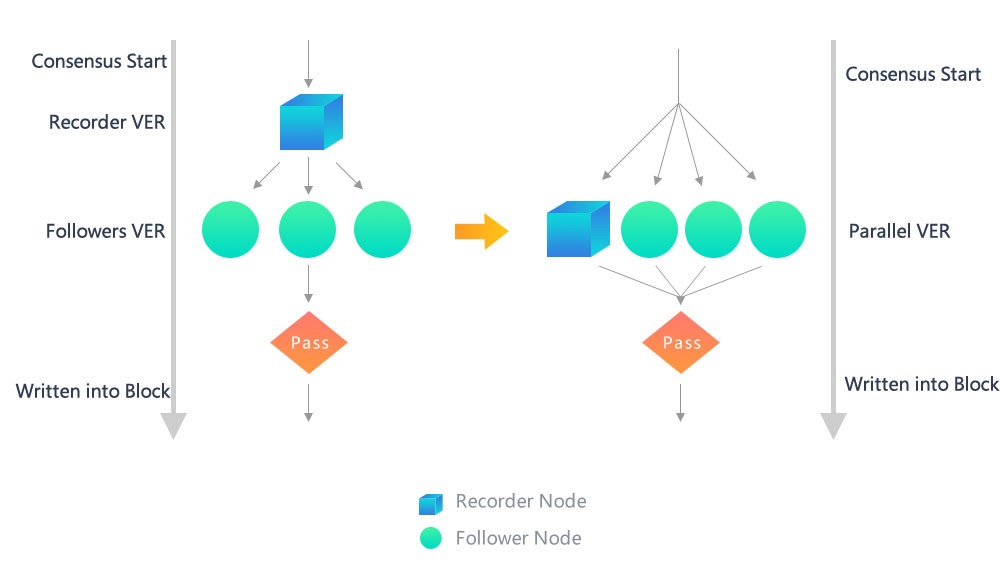 Consensus Start
Recorder VER
Followers VER
Pass
Written into Block
Consensus Start
Parallel VER
Pass
Written into Block
Recorder Node
Follower Node